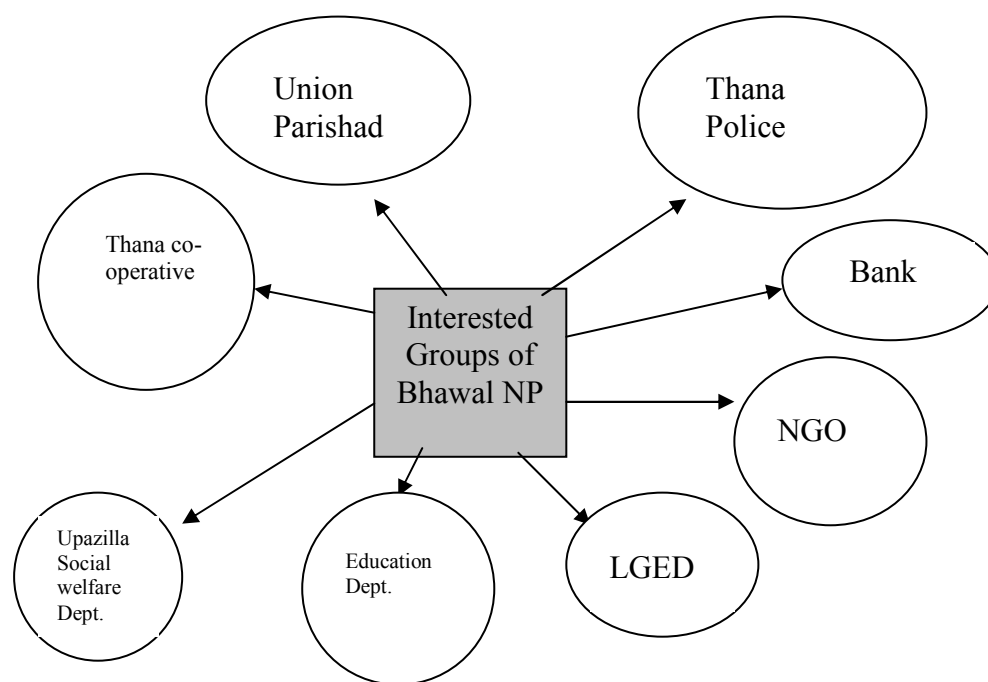 Union
Parishad
Thana
Police
Thana co-
operative
Bank
Interested
Groups of
Bhawal NP
NGO
Upazilla
Social
welfare
Dept.
Education
Dept.
LGED